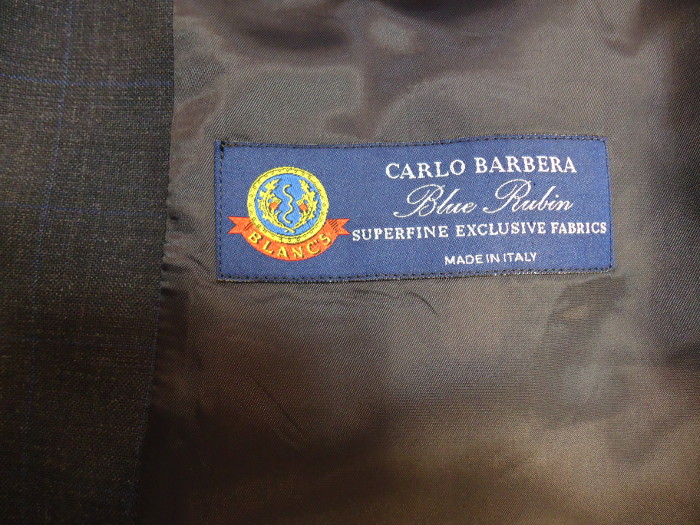 CARLO BARBERA
Blue Rubin
SUPERFINE EXCLUSIVE FABRICS
MADE IN ITALY
BLANC'S